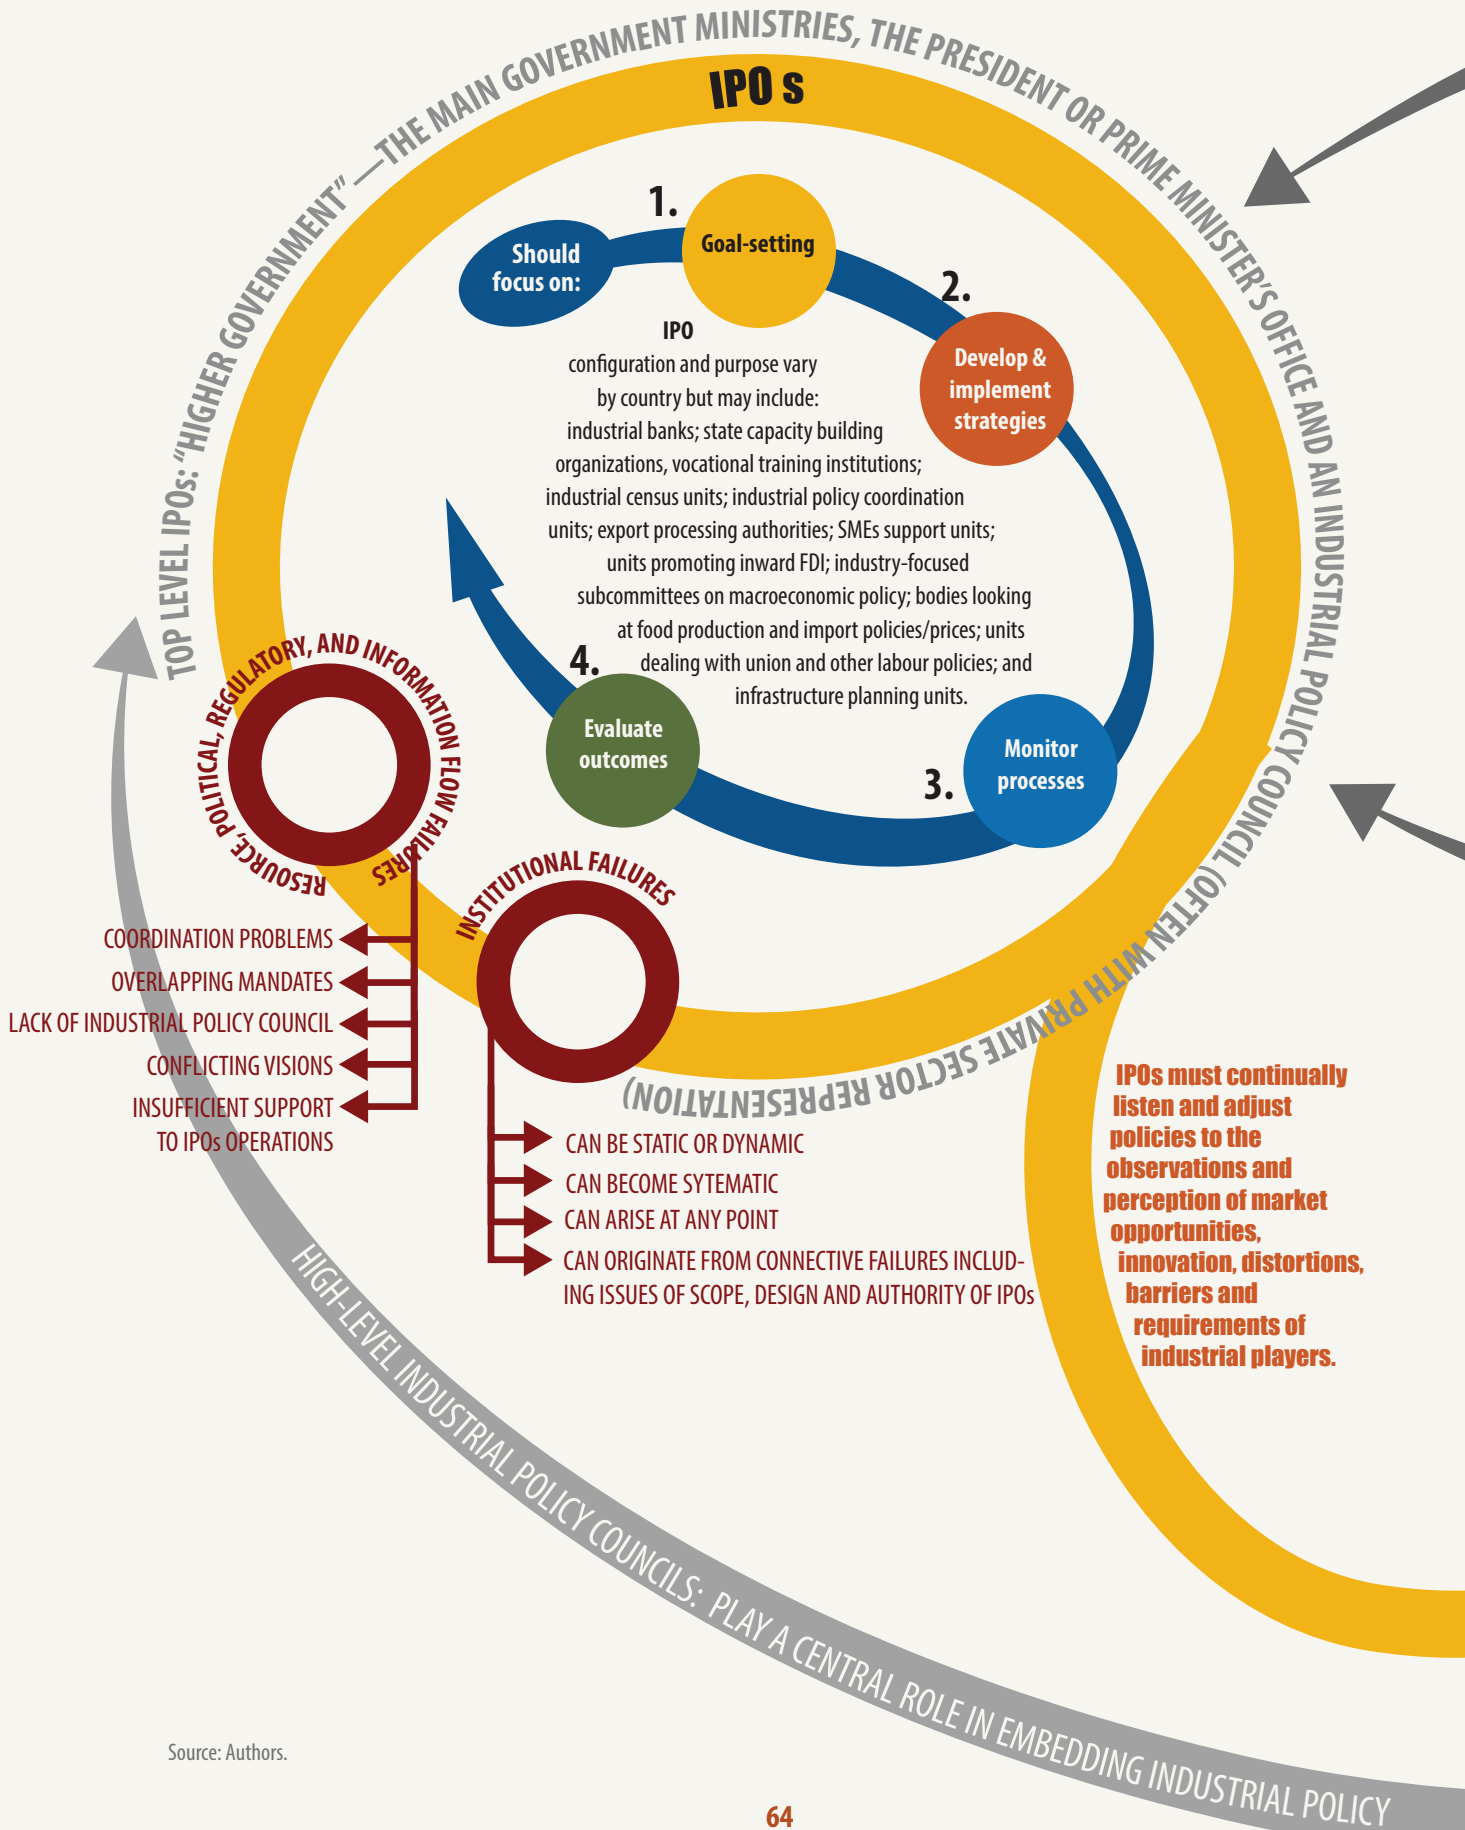 TOP LEVEL IPOs: “HIGHER GOVERNMENT”—THE MAIN GOVERNMENT MINISTRIES, THE PRESIDENT OR PRIME MINISTER’S OFFICE AND AN INDUSTRIAL POLICY COUNCIL (OFTEN WITH PRIVATE SECTOR REPRESENTATION)
IPO s
Should
focus on:
1.
Goal-setting
2.
Develop &
implement
strategies
IPO
configuration and purpose vary
by country but may include:
industrial banks; state capacity building
organizations, vocational training institutions;
industrial census units; industrial policy coordination
units; export processing authorities; SMEs support units;
units promoting inward FDI; industry-focused
subcommittees on macroeconomic policy; bodies looking
at food production and import policies/prices; units
dealing with union and other labour policies; and
infrastructure planning units.
3.
Monitor
processes
4.
Evaluate
outcomes
RESOURCE, POLITICAL, REGULATORY, AND INFORMATION FLOW FAILURES
COORDINATION PROBLEMS
OVERLAPPING MANDATES
LACK OF INDUSTRIAL POLICY COUNCIL
CONFLICTING VISIONS
INSUFFICIENT SUPPORT
TO IPOs OPERATIONS
INSTITUTIONAL FAILURES
CAN BE STATIC OR DYNAMIC
CAN BECOME SYTEMATIC
CAN ARISE AT ANY POINT
CAN ORIGINATE FROM CONNECTIVE FAILURES INCLUD-
ING ISSUES OF SCOPE, DESIGN AND AUTHORITY OF IPOs
IPOs must continually
listen and adjust
policies to the
observations and
perception of market
opportunities,
innovation, distortions,
barriers and
requirements of
industrial players.
HIGH-LEVEL INDUSTRIAL POLICY COUNCILS: PLAY A CENTRAL ROLE IN EMBEDDING INDUSTRIAL POLICY
Source: Authors.
64